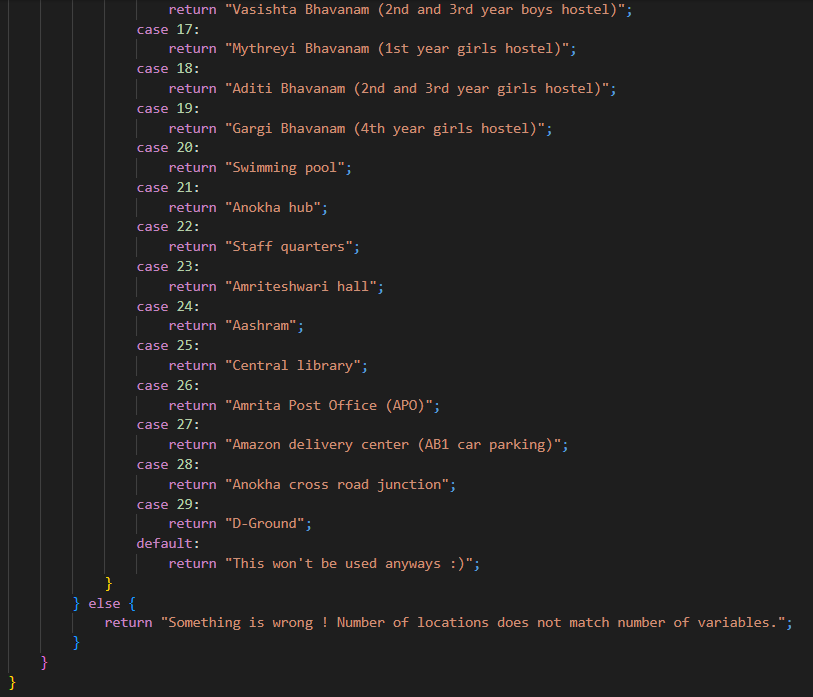 return "Vasishta Bhavanam (2nd and 3rd year boys hostel)";
case 17:
return "Mythreyi Bhavanam (1st year girls hostel)";
case 18:
return "Aditi Bhavanam (2nd and 3rd year girls hostel)";
case 19:
return "Gargi Bhavanam (4th year girls hostel)";
case 20:
return "Swimming pool";
case 21:
return "Anokha hub";
case 22:
return "Staff quarters";
case 23:
return "Amriteshwari hall";
case 24:
return "Aashram";
case 25:
return "Central library";
case 26:
return "Amrita Post Office (APO)";
case 27:
return "Amazon delivery center (AB1 car parking)";
case 28:
return "Anokha cross road junction";
case 29:
return "D-Ground";
default:
return "This won't be used anyways :)";
}
} else {
return "Something is wrong ! Number of locations does not match number of variables.";
}
}
}